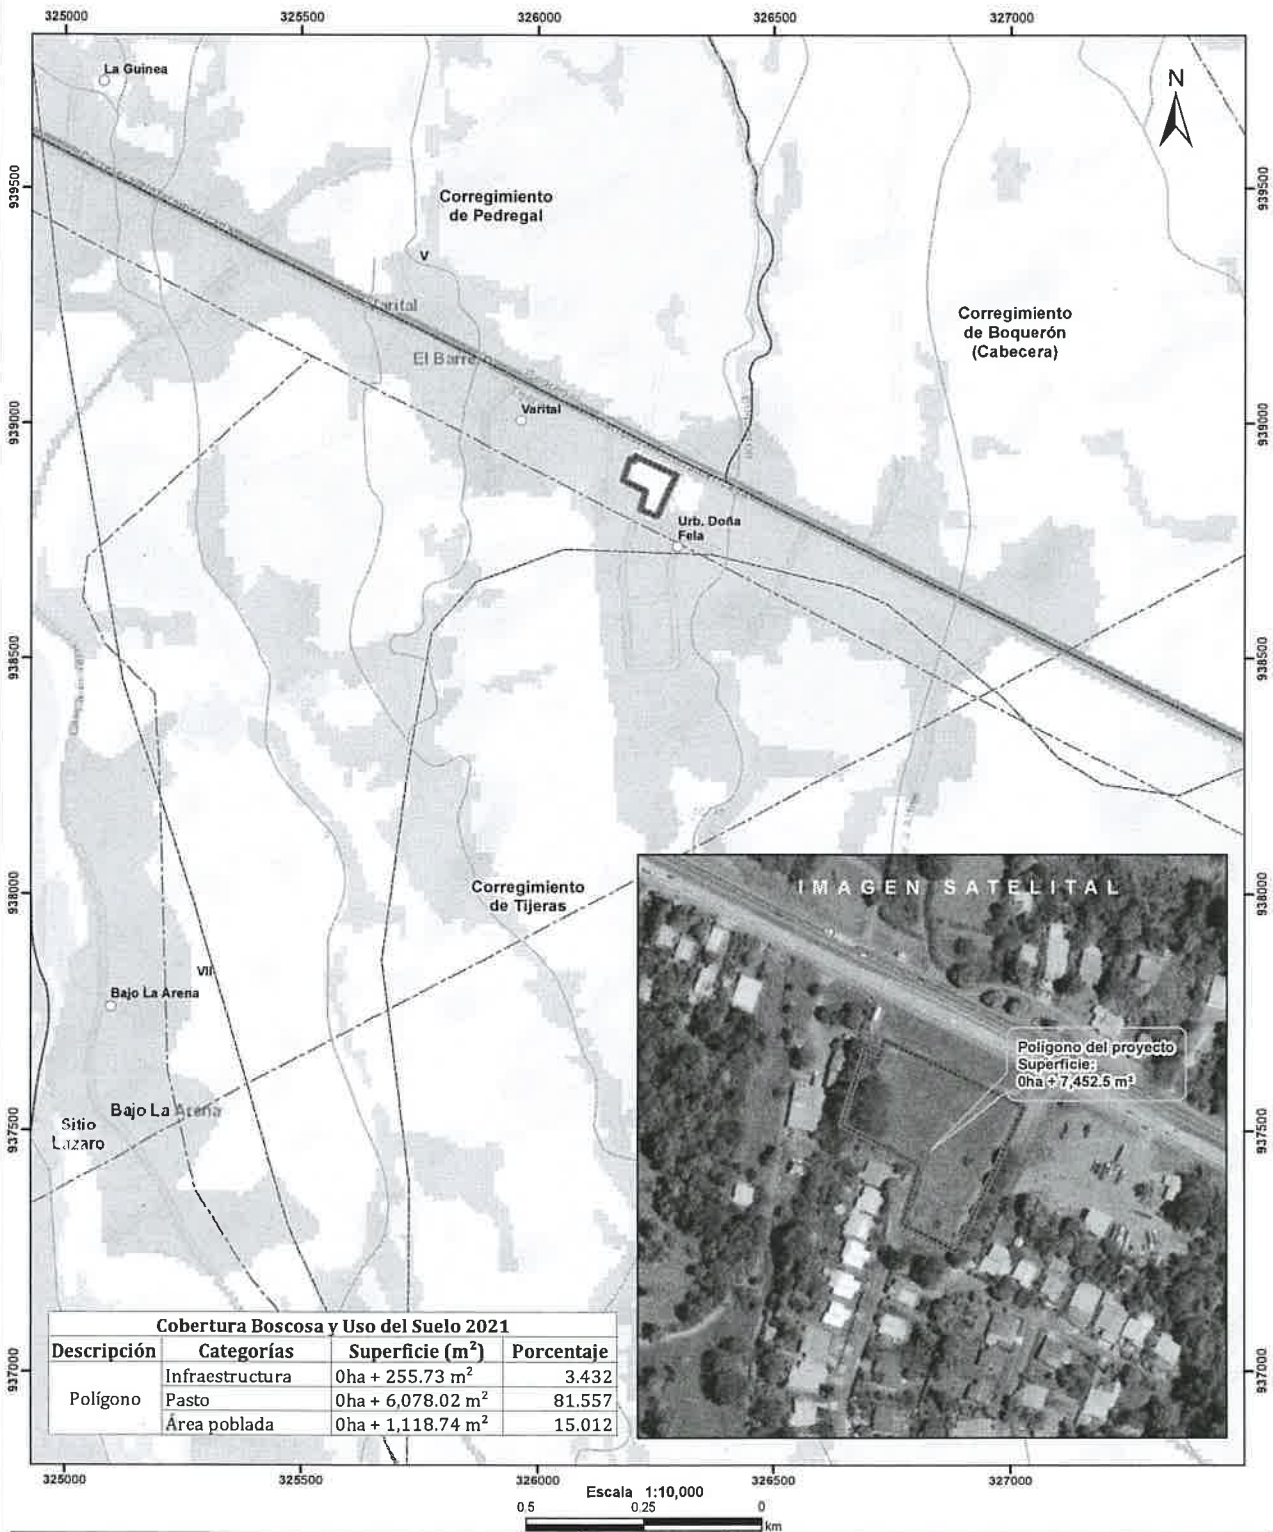 325000
325500
326000
326500
327000
La Guinea
N
939500
939500
Corregimiento
de Pedregal
V
Varital
Corregimiento
de Boquerón
(Cabecera)
El Barrero
Varital
939000
939000
Urb. Doña
Fela
938500
938500
Corregimiento
de Tijeras
938000
938000
IMAGEN SATELITAL
VII
Bajo La Arena
Polígono del proyecto
Superficie:
0ha + 7,452.5 m²
Bajo La Arena
Sitio
Lazaro
937500
937500
Cobertura Boscosa y Uso del Suelo 2021
Descripción Categorías Superficie (m²) Porcentaje
Polígono
Infraestructura 0ha + 255.73 m² 3.432
Pasto 0ha + 6,078.02 m² 81.557
Área poblada 0ha + 1,118.74 m² 15.012
937000
937000
325000
325500
326000
326500
327000
Escala 1:10,000
0.5 0.25 0
km